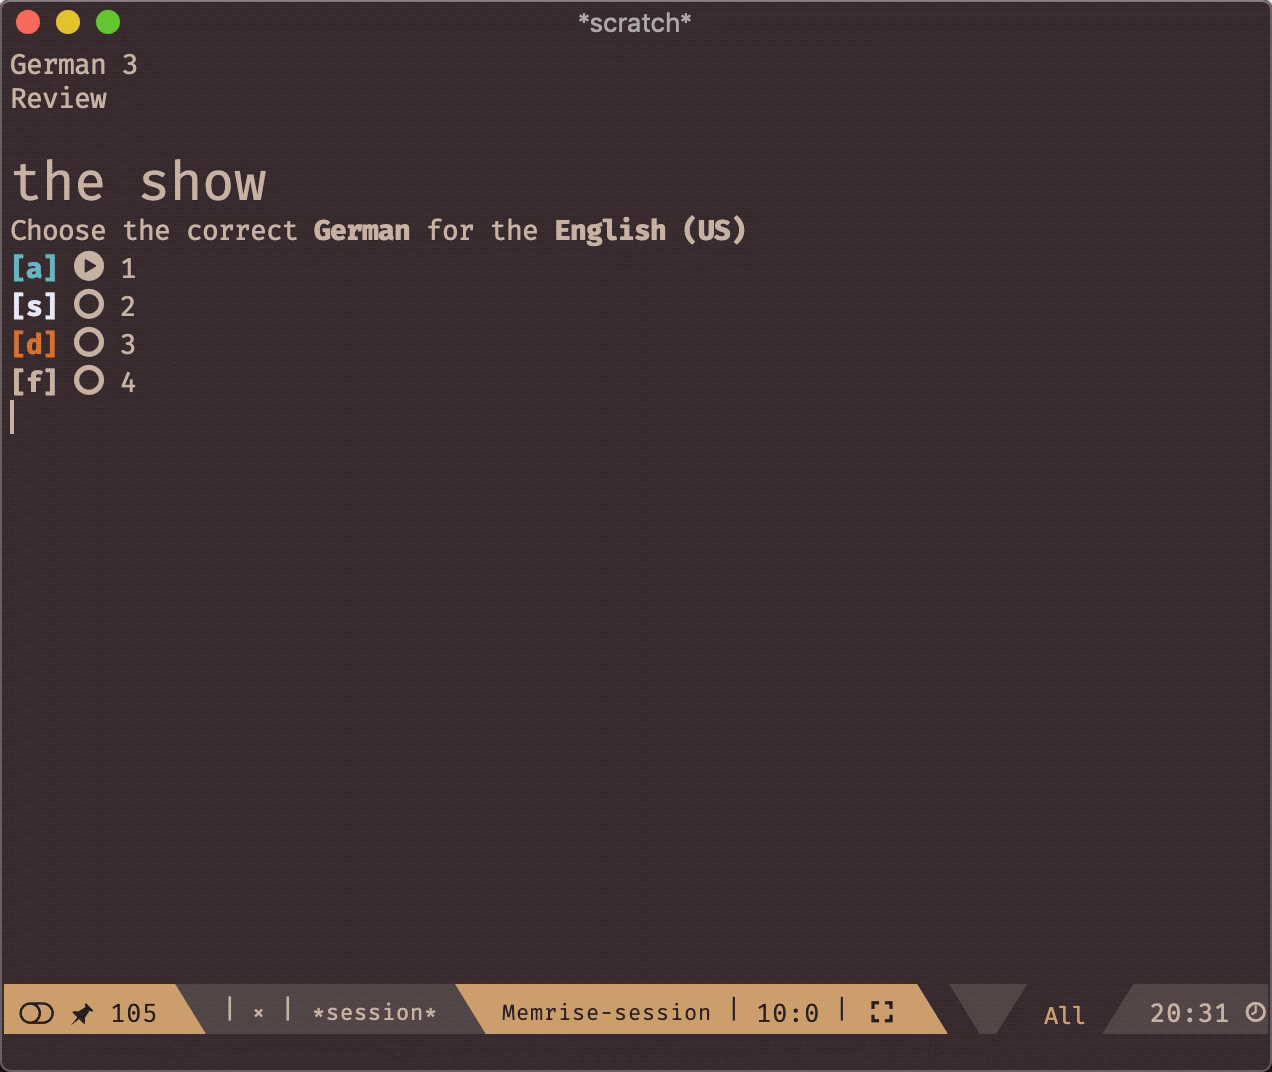 *scratch*
German 3
Review
the show
Choose the correct German for the English (US)
[a] 1
[s] 2
[d] 3
[f] 4
105 | × | *session* Memrise-session | 10:0 | All 20:31